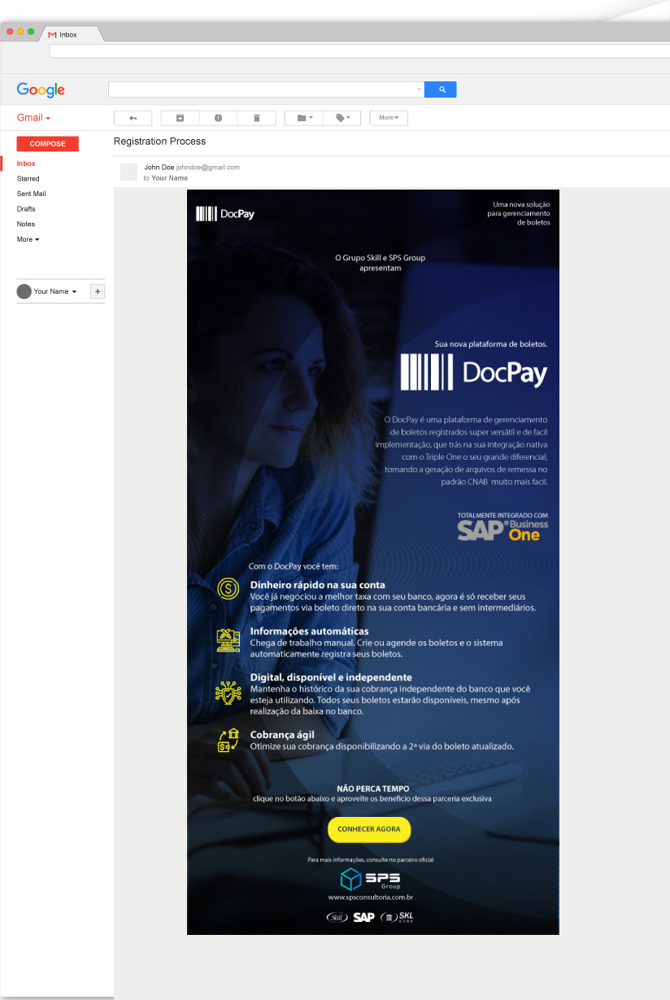 Inbox
Google
Gmail
More
COMPOSE
Registration Process
Inbox
John Doe johndoe@gmail.com
to Your Name
Starred
Sent Mail
Drafts
Notes
More
Your Name
+
DocPay
Uma nova solução
para gerenciamento
de boletos
O Grupo Skill e SPS Group
apresentam
Sua nova plataforma de boletos.
DocPay
O DocPay é uma plataforma de gerenciamento
de boletos registrados super versátil e de facil
implementação, que trás na sua integração nativa
com o Triple One o seu grande diferencial,
tornando a geração de arquivos de remessa no
padrão CNAB muito mais facil.
TOTALMENTE INTEGRADO COM
SAP® Business
One
Com o DocPay você tem:
Dinheiro rápido na sua conta
Você já negociou a melhor taxa com seu banco, agora é só receber seus
pagamentos via boleto direto na sua conta bancária e sem intermediários.
Informações automáticas
Chega de trabalho manual. Crie ou agende os boletos e o sistema
automaticamente registra seus boletos.
Digital, disponível e independente
Mantenha o histórico da sua cobrança independente do banco que você
esteja utilizando. Todos seus boletos estarão disponíveis, mesmo após
realização da baixa no banco.
Cobrança ágil
Otimize sua cobrança disponibilizando a 2ª via do boleto atualizado.
NÃO PERCA TEMPO
clique no botão abaixo e aproveite os beneficio dessa parceria exclusiva
CONHECER AGORA
Para mais informações, consulte no parceiro oficial
SPS
Group
www.spsconsultoria.com.br
Skill SAP SKL
BANK